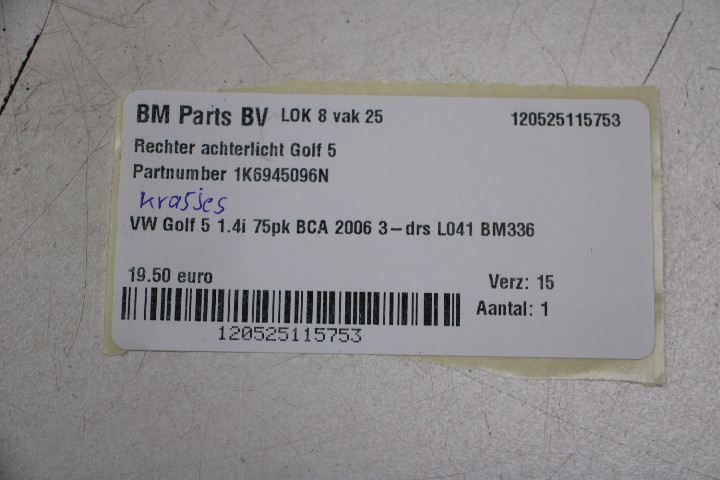 BM Parts BV LOK 8 vak 25 120525115753
Rechter achterlicht Golf 5
Partnumber 1K6945096N
krasjes
VW Golf 5 1.4i 75pk BCA 2006 3-drs L041 BM336
19.50 euro Verz: 15
Aantal: 1
120525115753